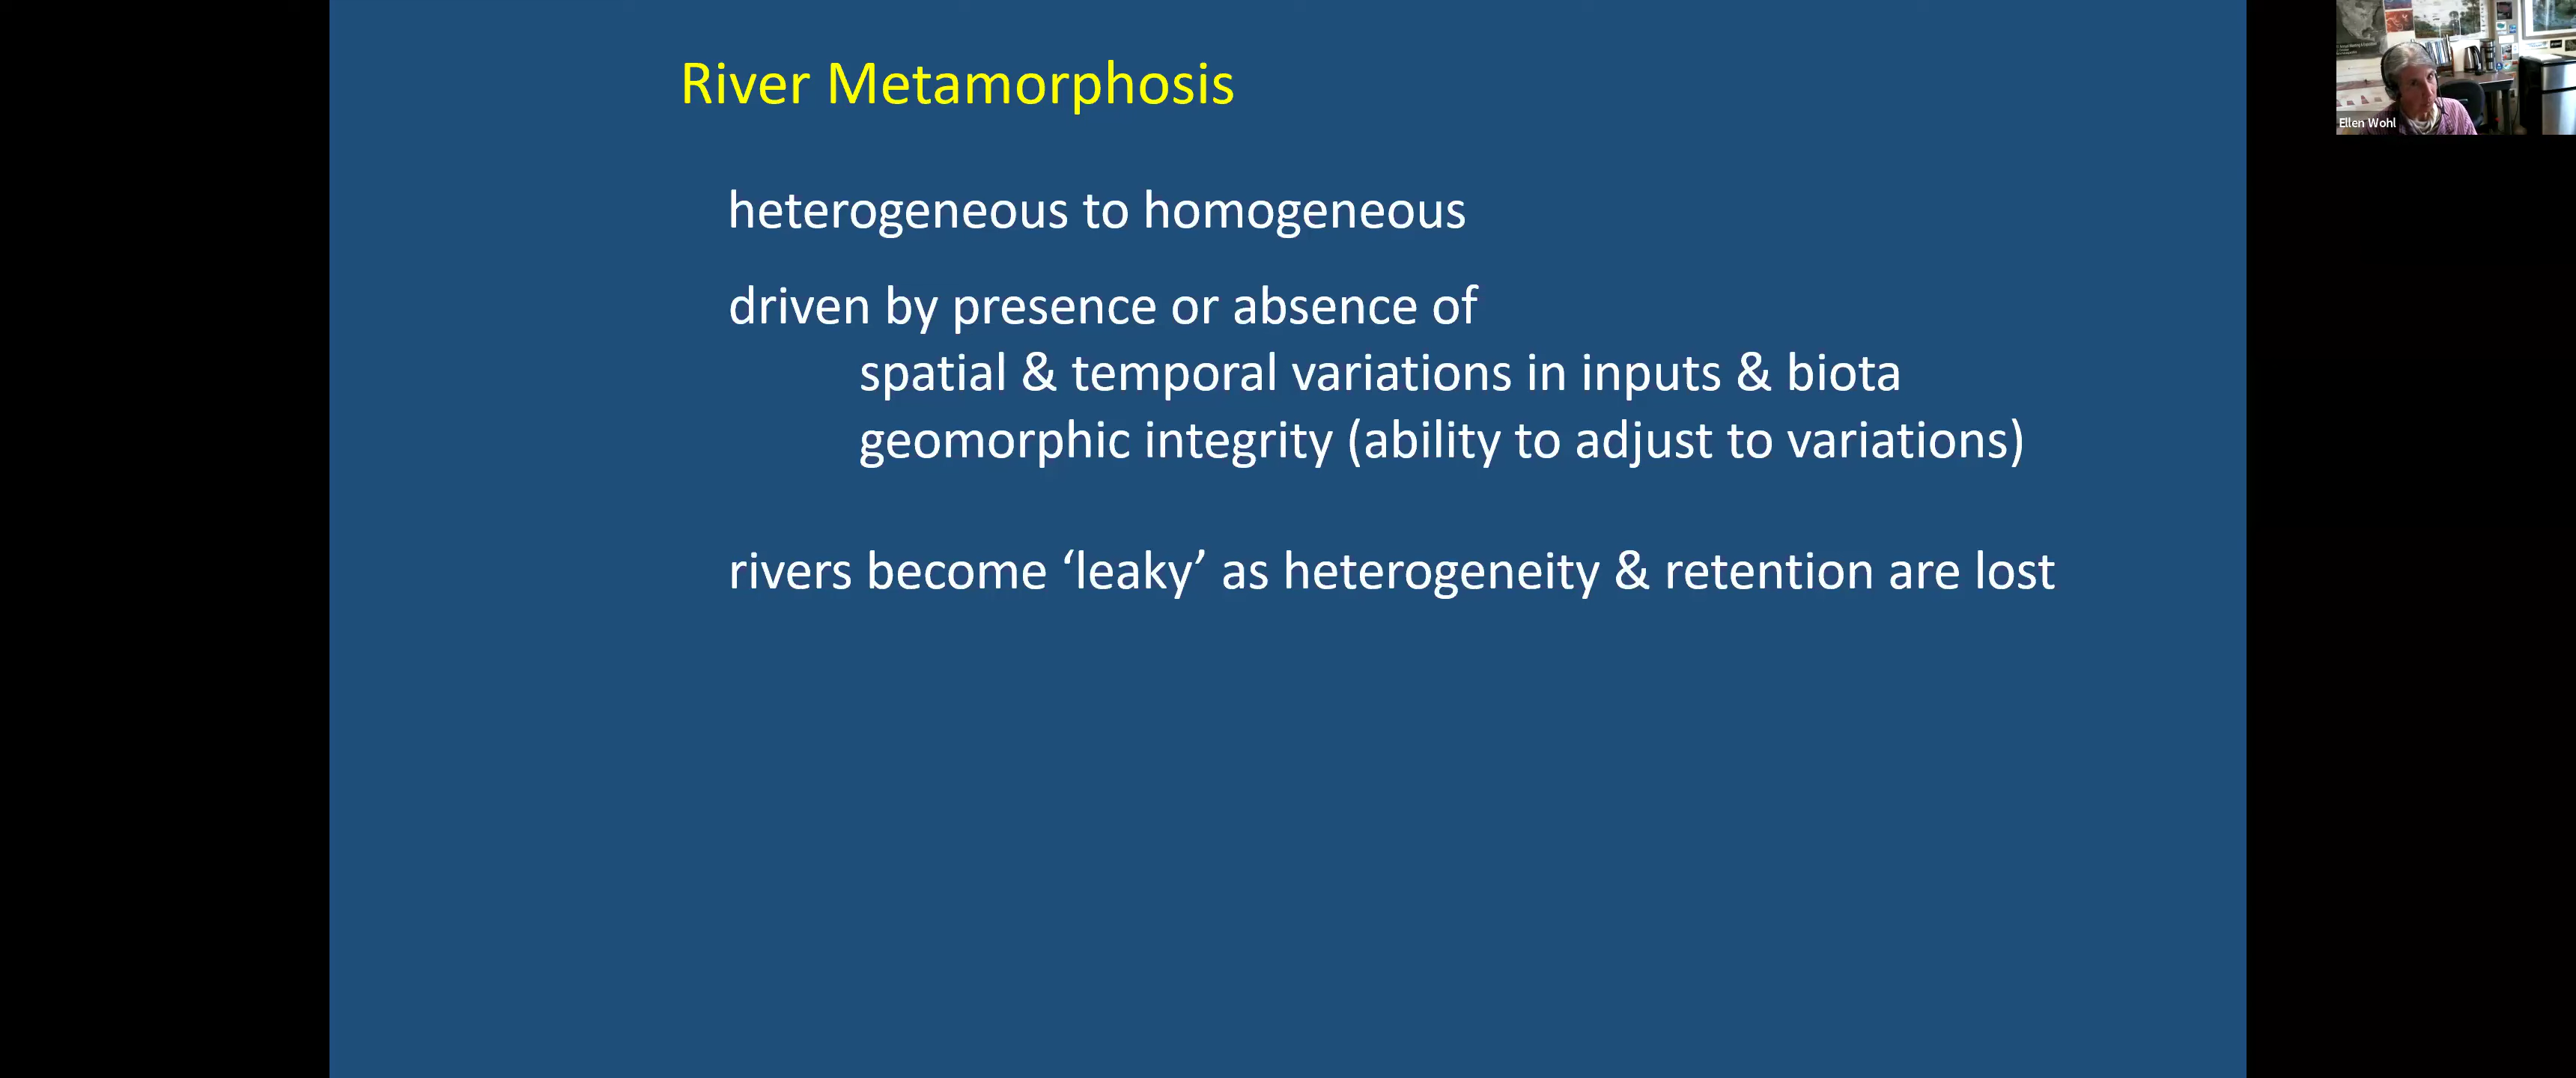 River Metamorphosis
heterogeneous to homogeneous
driven by presence or absence of
spatial & temporal variations in inputs & biota
geomorphic integrity (ability to adjust to variations)
rivers become ‘leaky’ as heterogeneity & retention are lost
Ellen Wohl